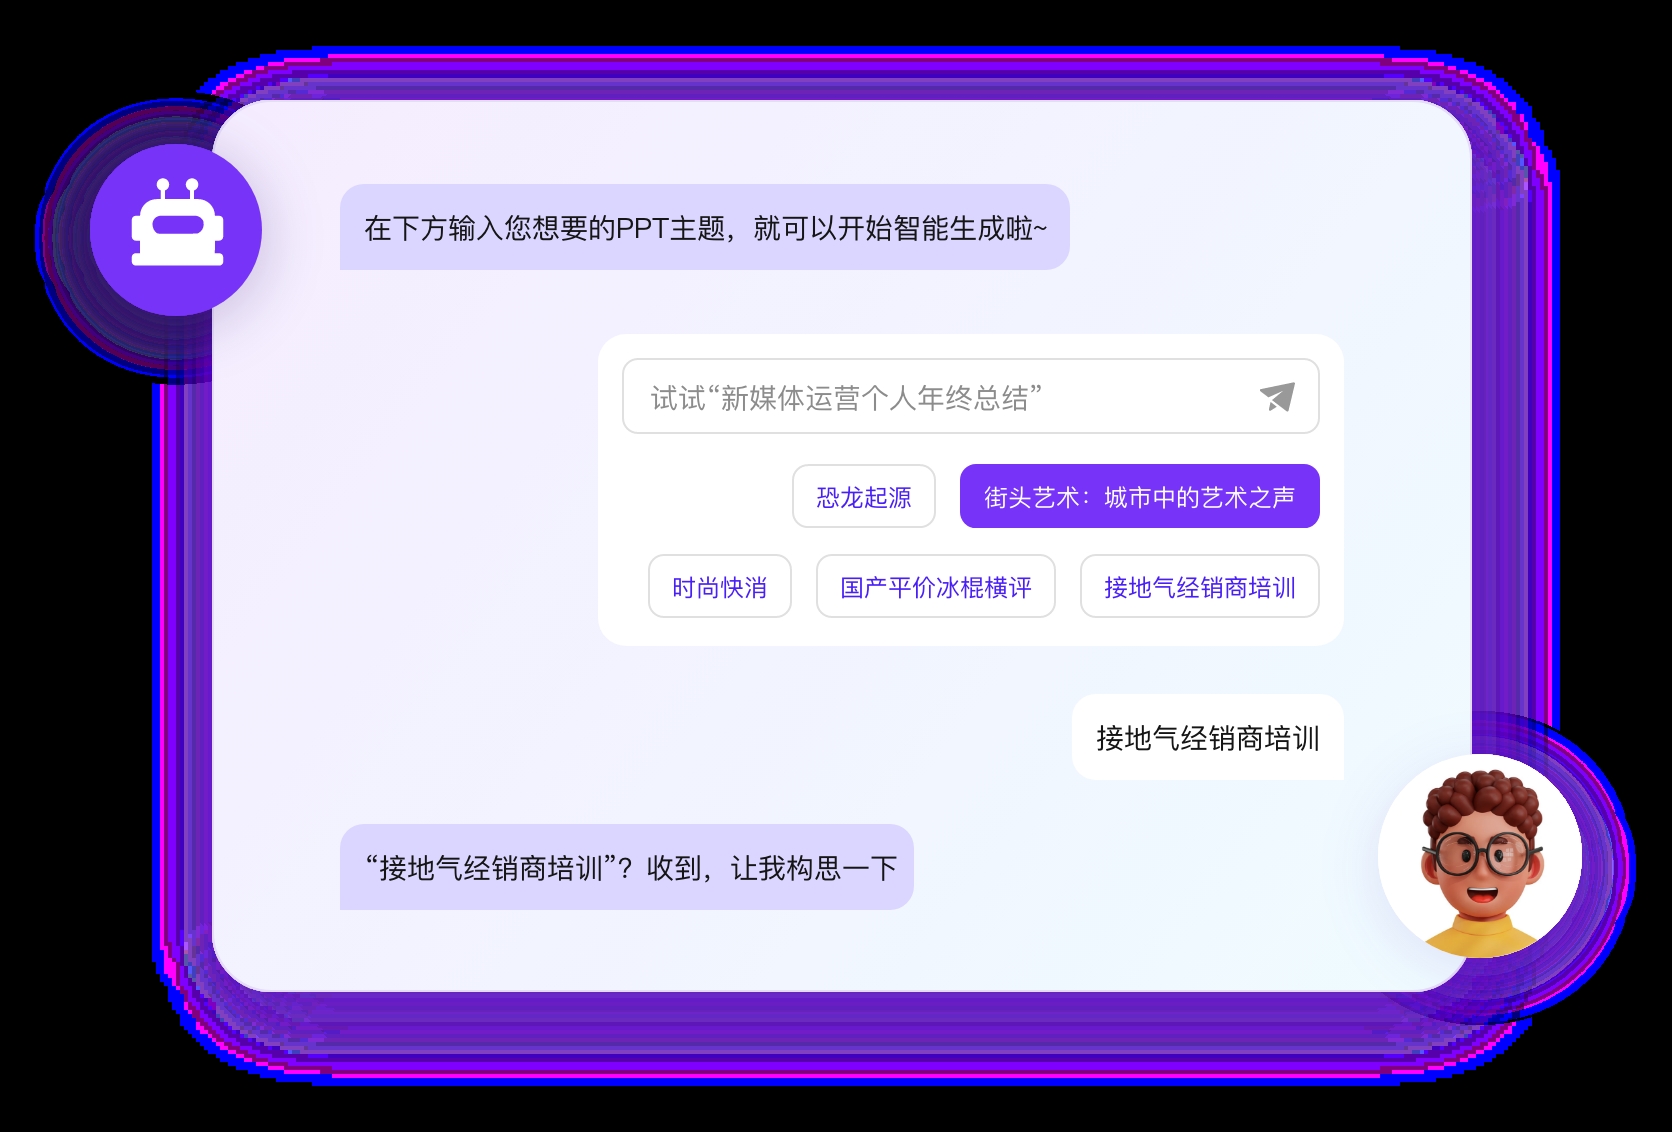 在下方输入您想要的PPT主题，就可以开始智能生成啦~
试试“新媒体运营个人年终总结”
恐龙起源
街头艺术：城市中的艺术之声
时尚快消
国产平价冰棍横评
接地气经销商培训
接地气经销商培训
“接地气经销商培训”？收到，让我构思一下